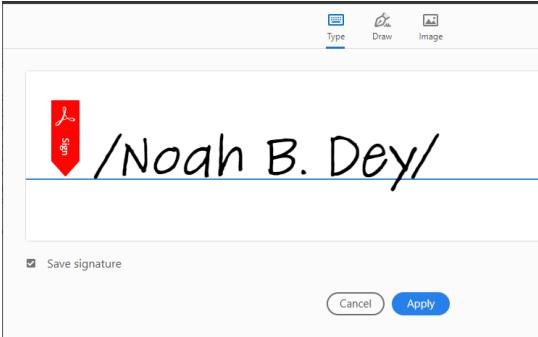 Type Draw Image
Sign
/Noah B. Dey/
Save signature
Cancel Apply